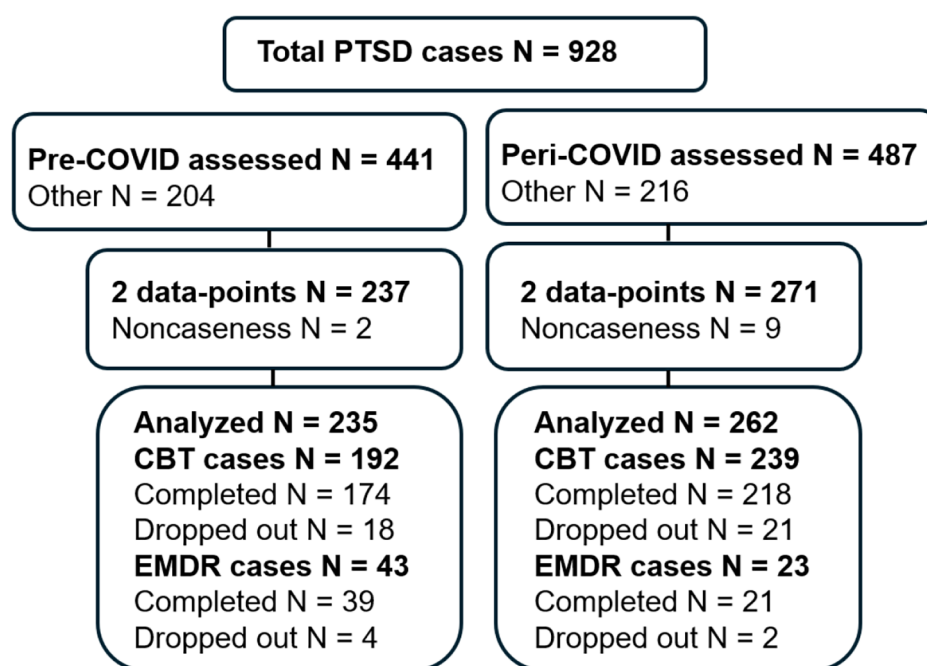 Total PTSD cases N = 928
Pre-COVID assessed N = 441
Other N = 204
Peri-COVID assessed N = 487
Other N = 216
2 data-points N = 237
Noncaseness N = 2
2 data-points N = 271
Noncaseness N = 9
Analyzed N = 235
CBT cases N = 192
Completed N = 174
Dropped out N = 18
EMDR cases N = 43
Completed N = 39
Dropped out N = 4
Analyzed N = 262
CBT cases N = 239
Completed N = 218
Dropped out N = 21
EMDR cases N = 23
Completed N = 21
Dropped out N = 2